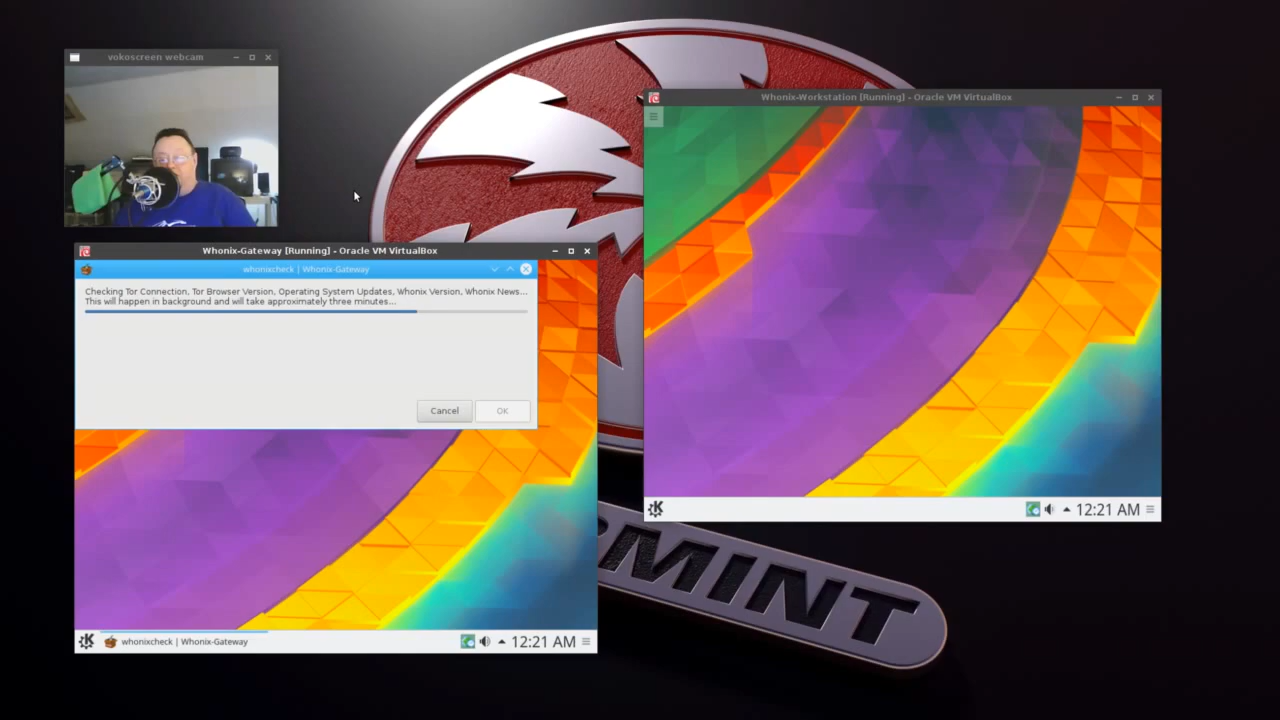 vokoscreen webcam
Whonix-Workstation [Running] - Oracle VM VirtualBox
Whonix-Gateway [Running] - Oracle VM VirtualBox
whonixcheck | Whonix-Gateway
Checking Tor Connection, Tor Browser Version, Operating System Updates, Whonix Version, Whonix News...
This will happen in background and will take approximately three minutes...
Cancel
OK
12:21 AM
MINT
whonixcheck | Whonix-Gateway
12:21 AM